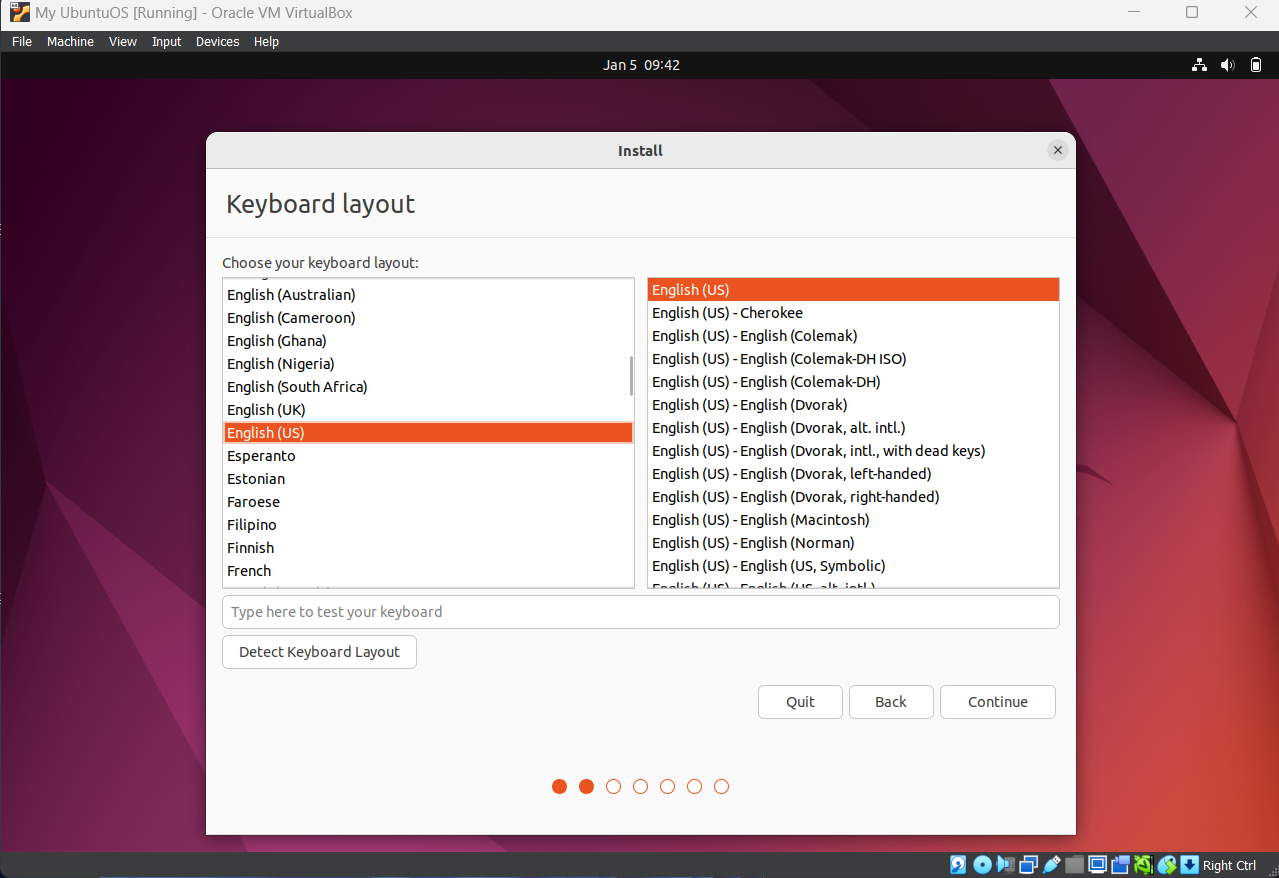 My UbuntuOS [Running] - Oracle VM VirtualBox
File Machine View Input Devices Help
Jan 5 09:42
Install
Keyboard layout
Choose your keyboard layout:
English (Australian)
English (Cameroon)
English (Ghana)
English (Nigeria)
English (South Africa)
English (UK)
English (US)
Esperanto
Estonian
Faroese
Filipino
Finnish
French
English (US)
English (US) - Cherokee
English (US) - English (Colemak)
English (US) - English (Colemak-DH ISO)
English (US) - English (Colemak-DH)
English (US) - English (Dvorak)
English (US) - English (Dvorak, alt. intl.)
English (US) - English (Dvorak, intl., with dead keys)
English (US) - English (Dvorak, left-handed)
English (US) - English (Dvorak, right-handed)
English (US) - English (Macintosh)
English (US) - English (Norman)
English (US) - English (US, Symbolic)
English (US) - English (US, alt. intl.)
Type here to test your keyboard
Detect Keyboard Layout
Quit Back Continue
Right Ctrl